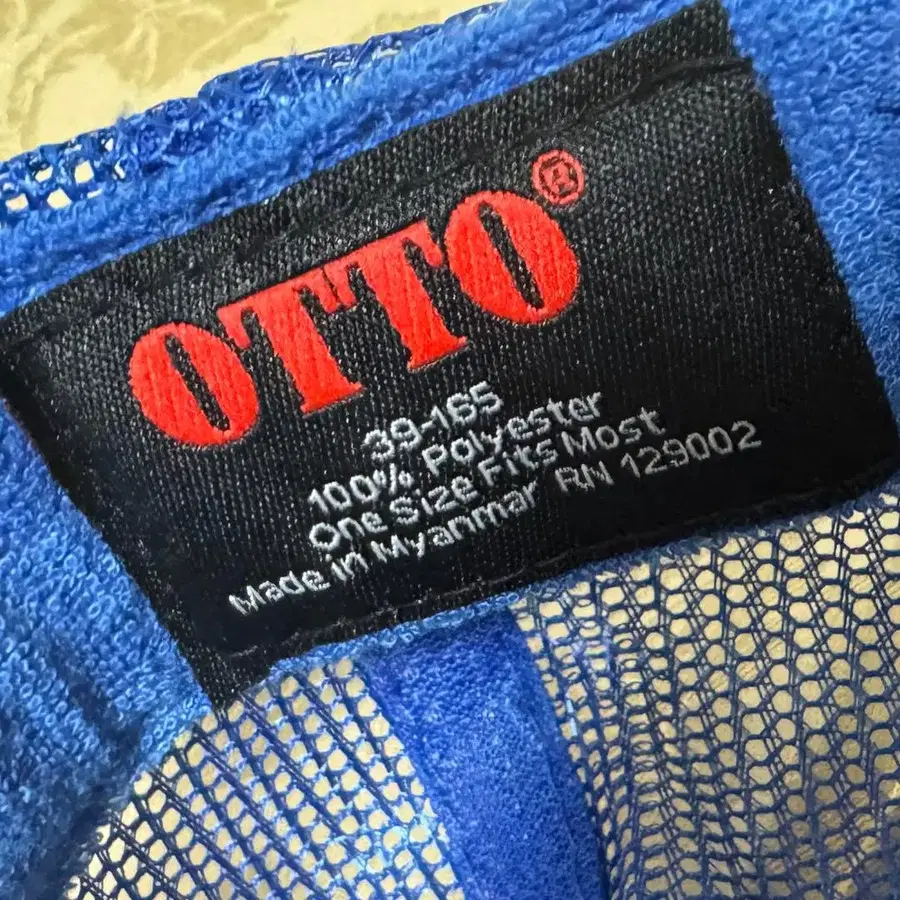 OTTO®
39-165
100% Polyester
One Size Fits Most
Made in Myanmar RN 129002